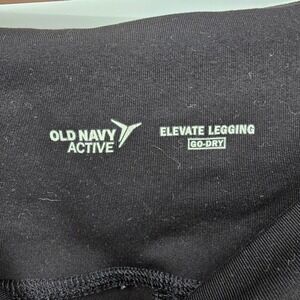 OLD NAVY
ACTIVE
ELEVATE LEGGING
GO-DRY